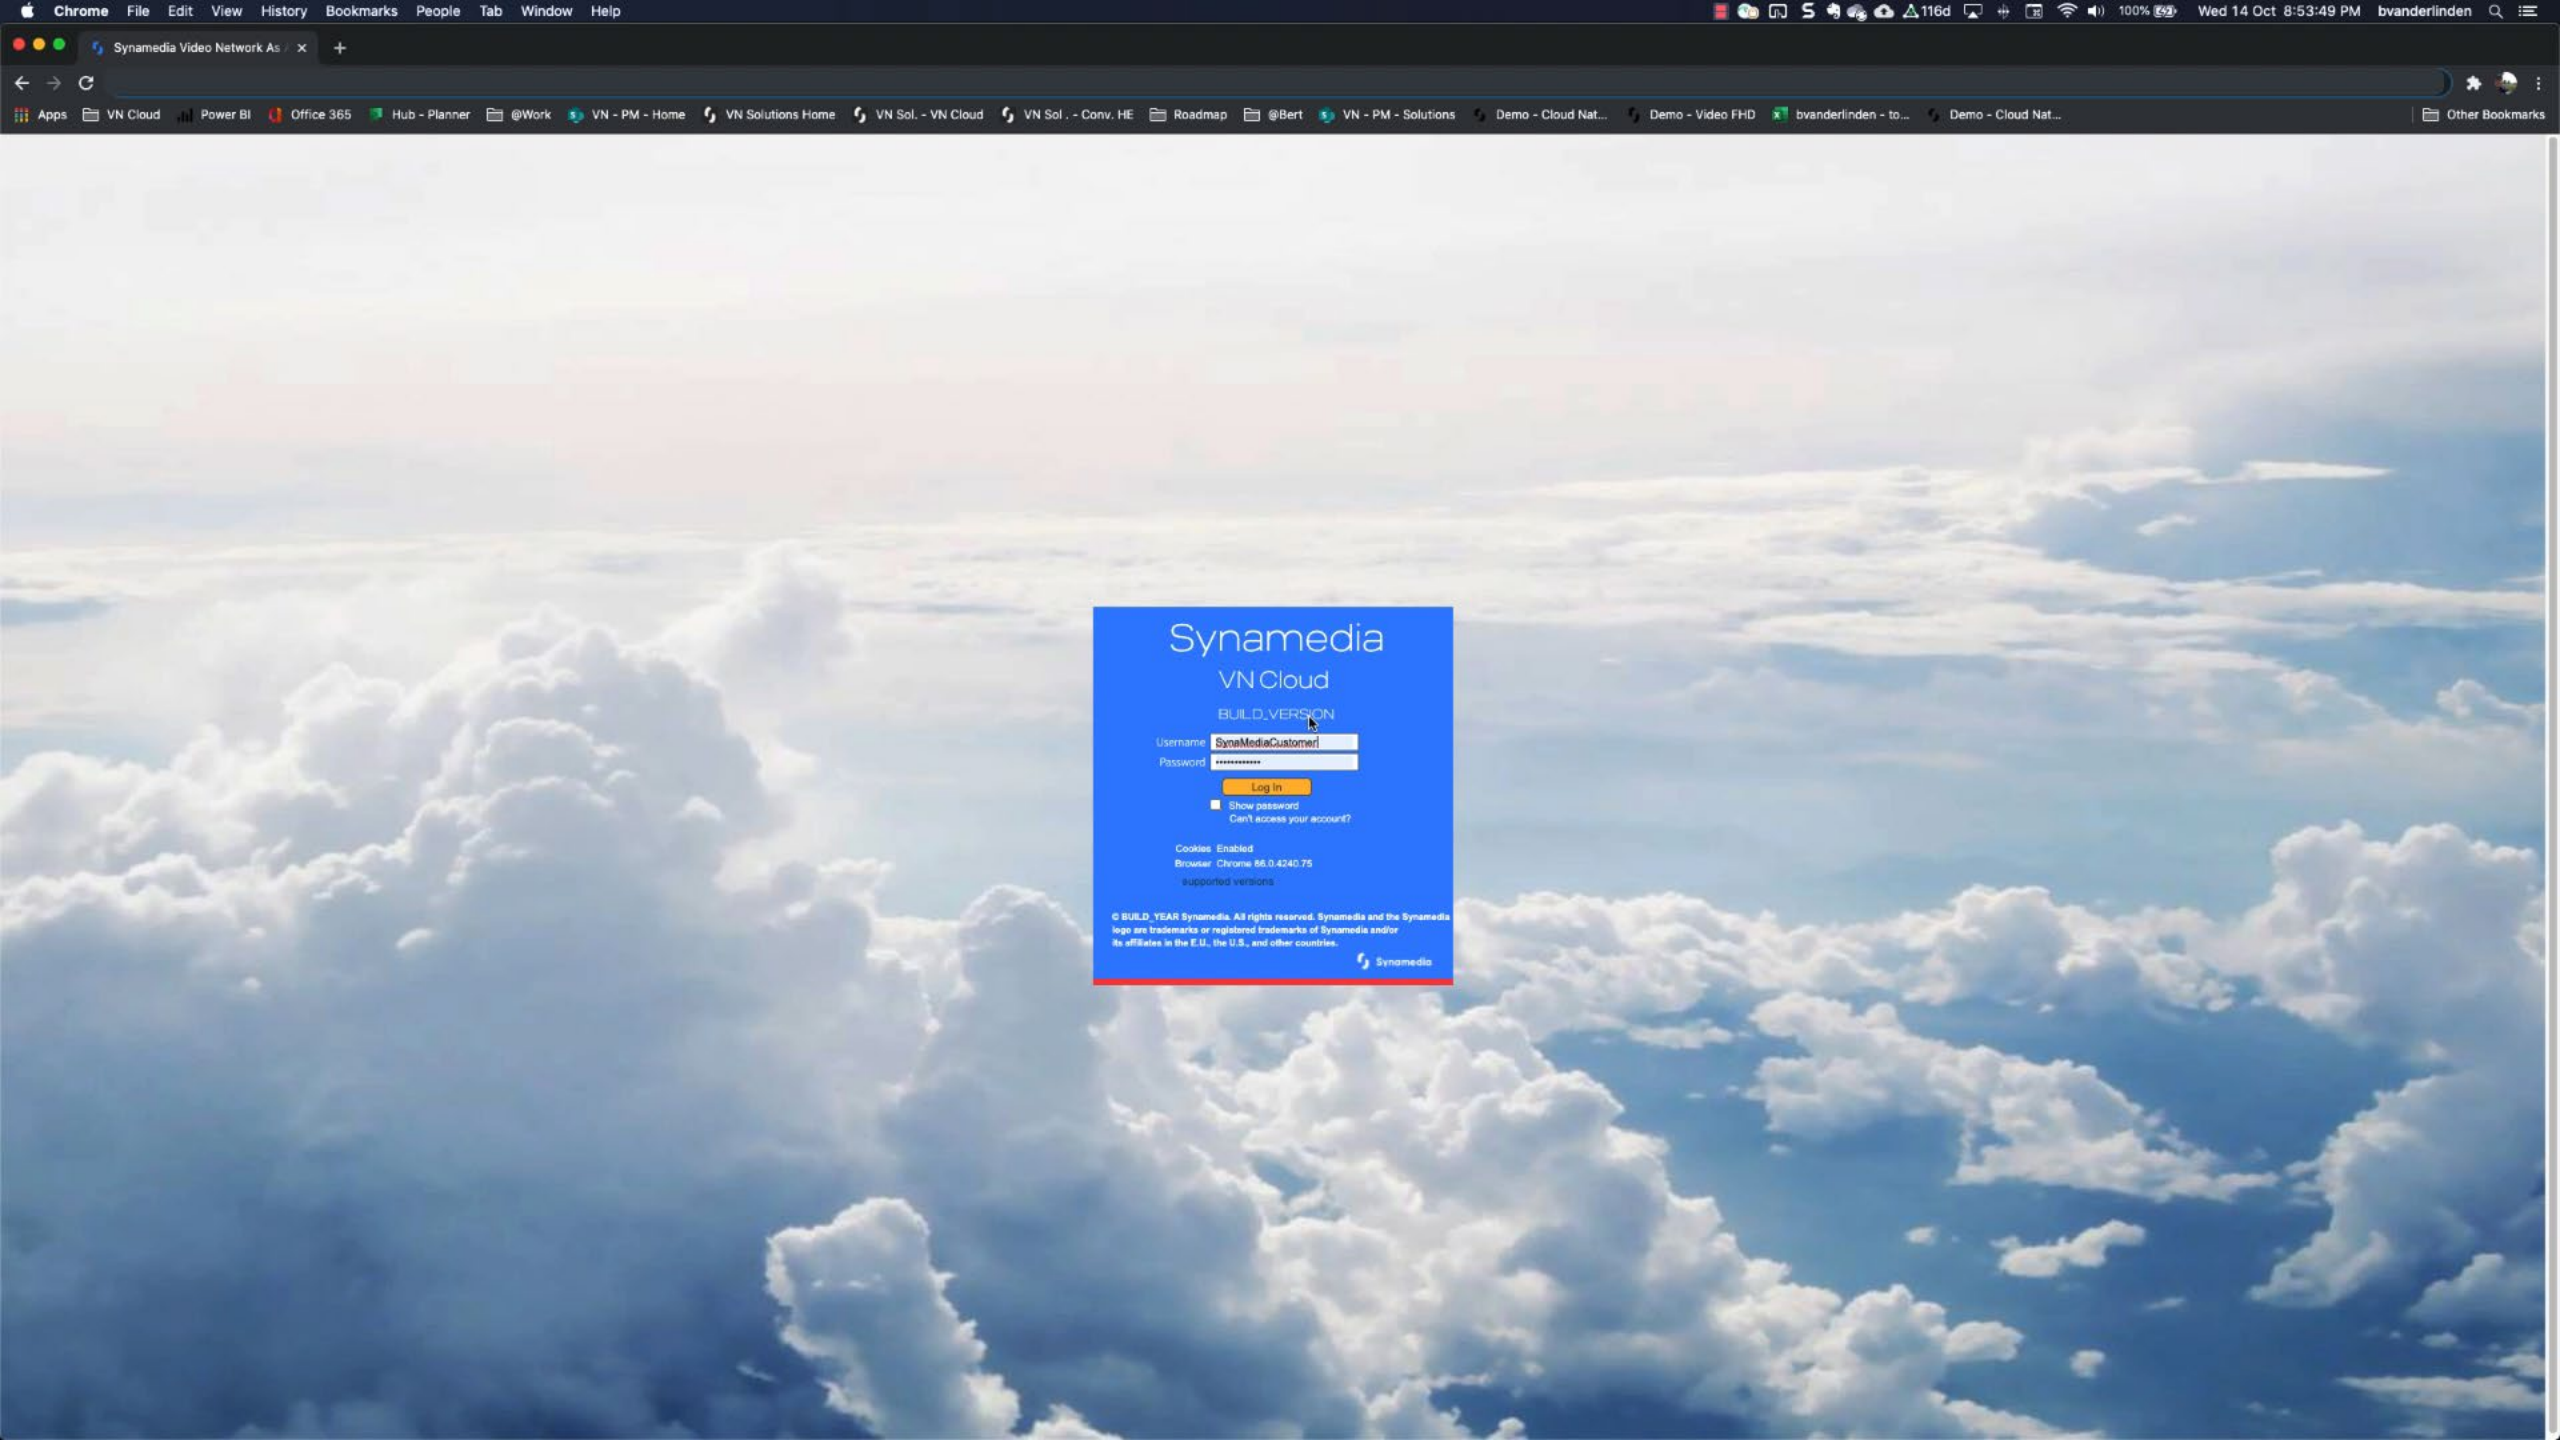 Chrome File Edit View History Bookmarks People Tab Window Help 116d 100% Wed 14 Oct 8:53:49 PM bvanderlinden
Synamedia Video Network As
Apps VN Cloud Power BI Office 365 Hub - Planner @Work VN - PM - Home VN Solutions Home VN Sol. - VN Cloud VN Sol . - Conv. HE Roadmap @Bert VN - PM - Solutions Demo - Cloud Nat... Demo - Video FHD bvanderlinden - to... Demo - Cloud Nat... Other Bookmarks
Synamedia
VN Cloud
BUILD_VERSION
Username SynaMediaCustomer
Password ••••••••••••
Log In
Show password
Can't access your account?
Cookies Enabled
Browser Chrome 86.0.4240.75
supported versions
© BUILD_YEAR Synamedia. All rights reserved. Synamedia and the Synamedia
logo are trademarks or registered trademarks of Synamedia and/or
its affiliates in the E.U., the U.S., and other countries.
Synamedia